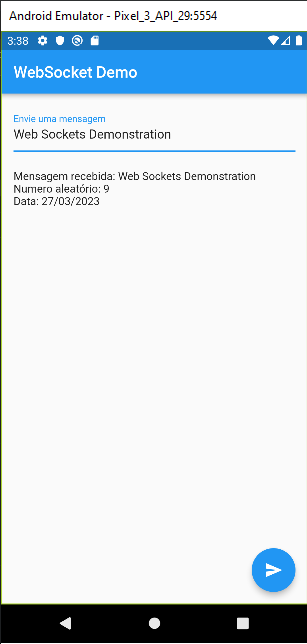 Android Emulator - Pixel_3_API_29:5554
3:38
WebSocket Demo
Envie uma mensagem
Web Sockets Demonstration
Mensagem recebida: Web Sockets Demonstration
Numero aleatório: 9
Data: 27/03/2023